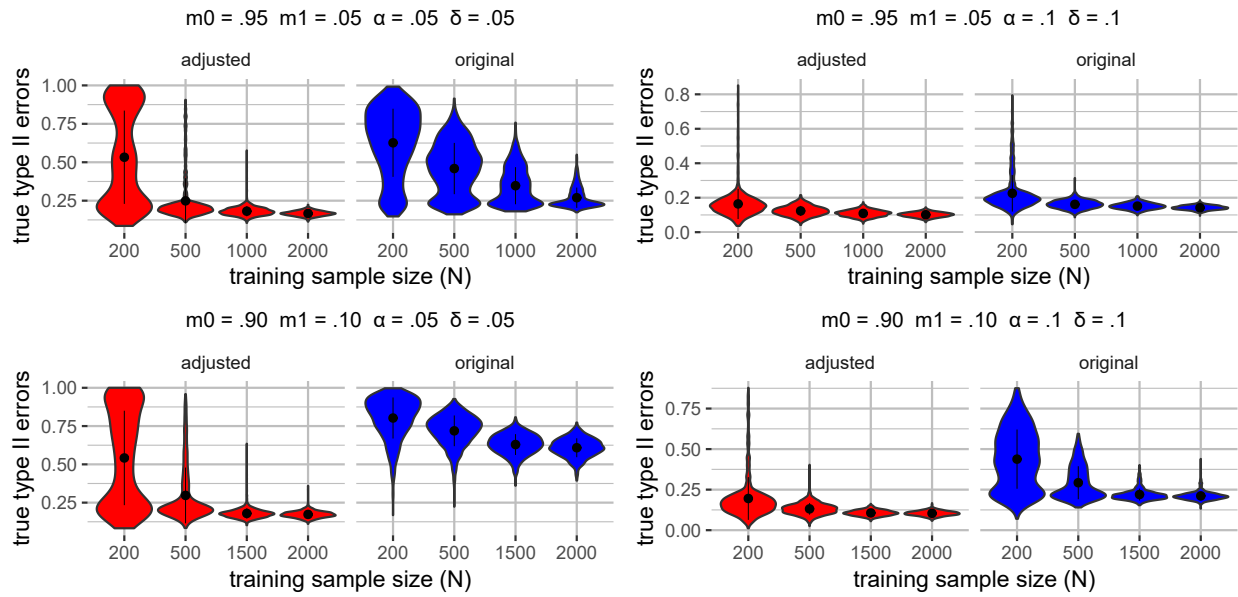 m0 = .95 m1 = .05 α = .05 δ = .05
adjusted original
true type II errors
1.00
0.75
0.50
0.25
200 500 1000 2000 200 500 1000 2000
training sample size (N)
m0 = .95 m1 = .05 α = .1 δ = .1
adjusted original
true type II errors
0.8
0.6
0.4
0.2
0.0
200 500 1000 2000 200 500 1000 2000
training sample size (N)
m0 = .90 m1 = .10 α = .05 δ = .05
adjusted original
true type II errors
1.00
0.75
0.50
0.25
200 500 1500 2000 200 500 1500 2000
training sample size (N)
m0 = .90 m1 = .10 α = .1 δ = .1
adjusted original
true type II errors
0.75
0.50
0.25
0.00
200 500 1500 2000 200 500 1500 2000
training sample size (N)